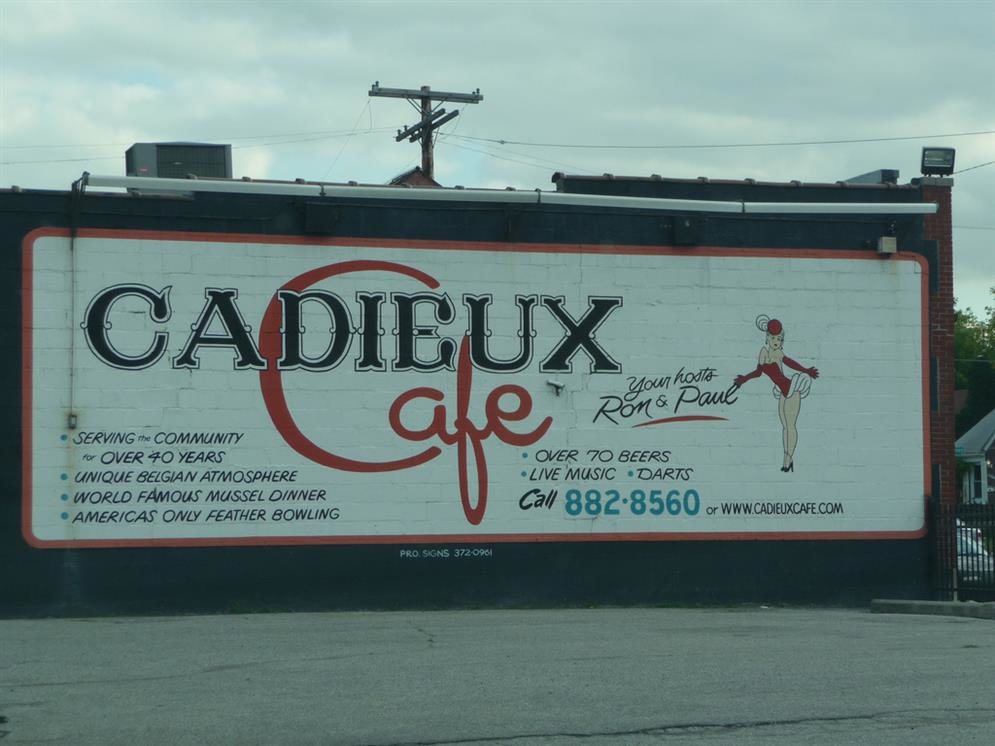 CADIEUX
Cafe
Your hosts
Ron & Paul
• SERVING the COMMUNITY
for OVER 40 YEARS
• UNIQUE BELGIAN ATMOSPHERE
• WORLD FAMOUS MUSSEL DINNER
• AMERICAS ONLY FEATHER BOWLING
• OVER 70 BEERS
• LIVE MUSIC • DARTS
Call 882-8560 or WWW.CADIEUXCAFE.COM
PRO. SIGNS 372-0961